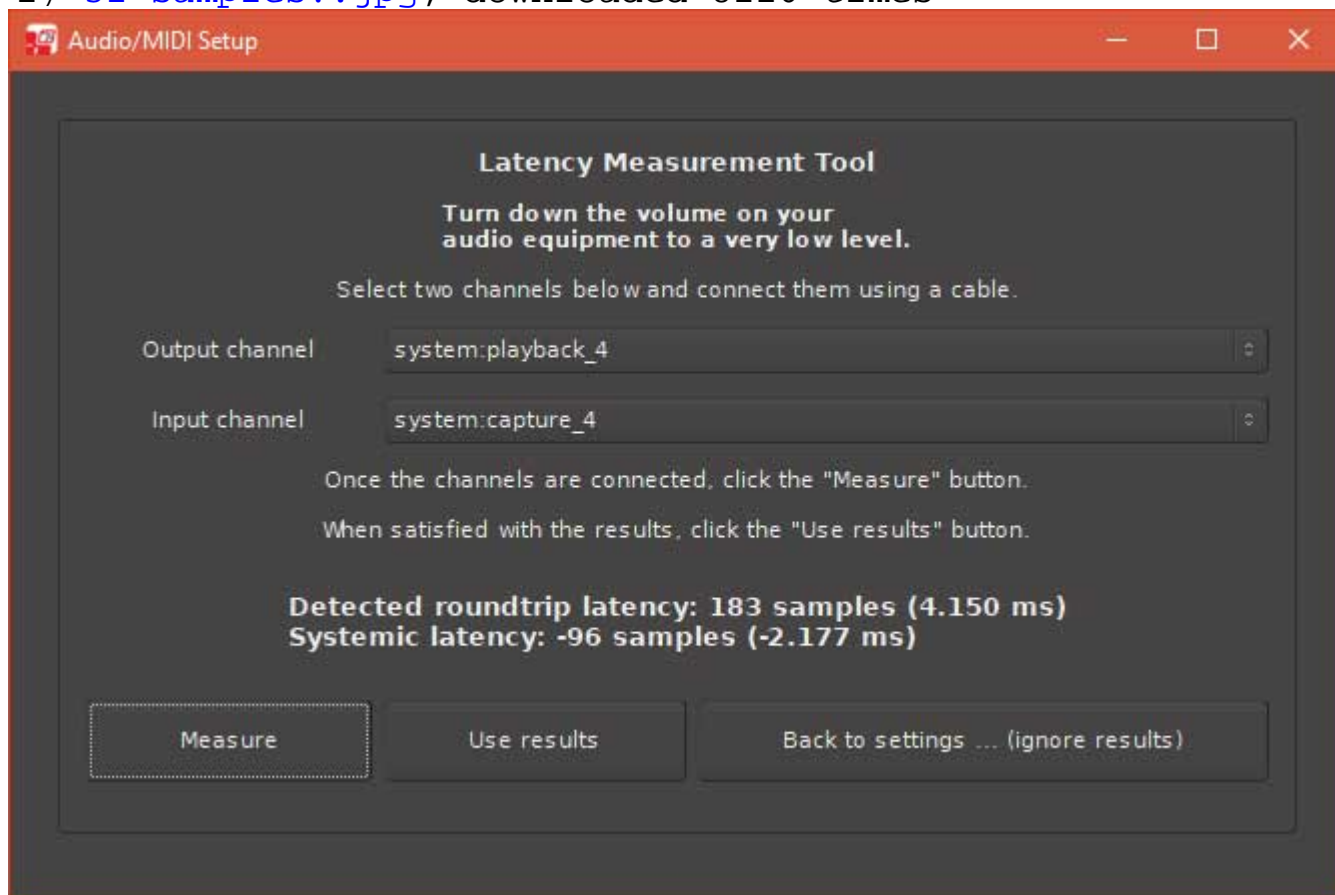 Audio/MIDI Setup
Latency Measurement Tool
Turn down the volume on your
audio equipment to a very low level.
Select two channels below and connect them using a cable.
Output channel system:playback_4
Input channel system:capture_4
Once the channels are connected, click the "Measure" button.
When satisfied with the results, click the "Use results" button.
Detected roundtrip latency: 183 samples (4.150 ms)
Systemic latency: -96 samples (-2.177 ms)
Measure Use results Back to settings ... (ignore results)